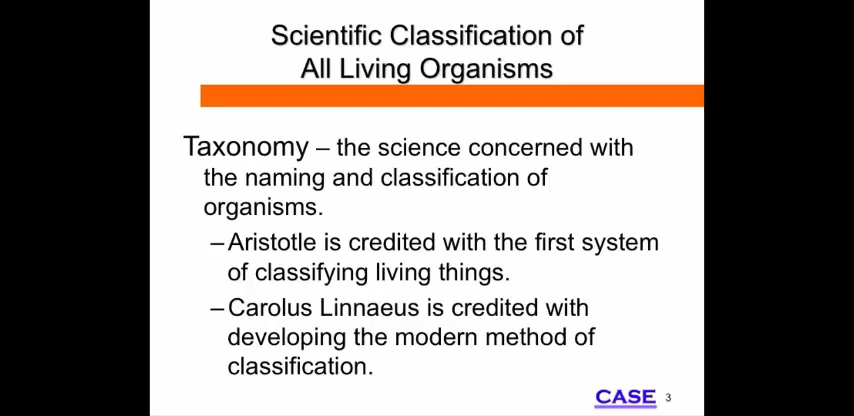 Scientific Classification of
All Living Organisms
Taxonomy – the science concerned with
the naming and classification of
organisms.
–Aristotle is credited with the first system
of classifying living things.
–Carolus Linnaeus is credited with
developing the modern method of
classification.
CASE 3